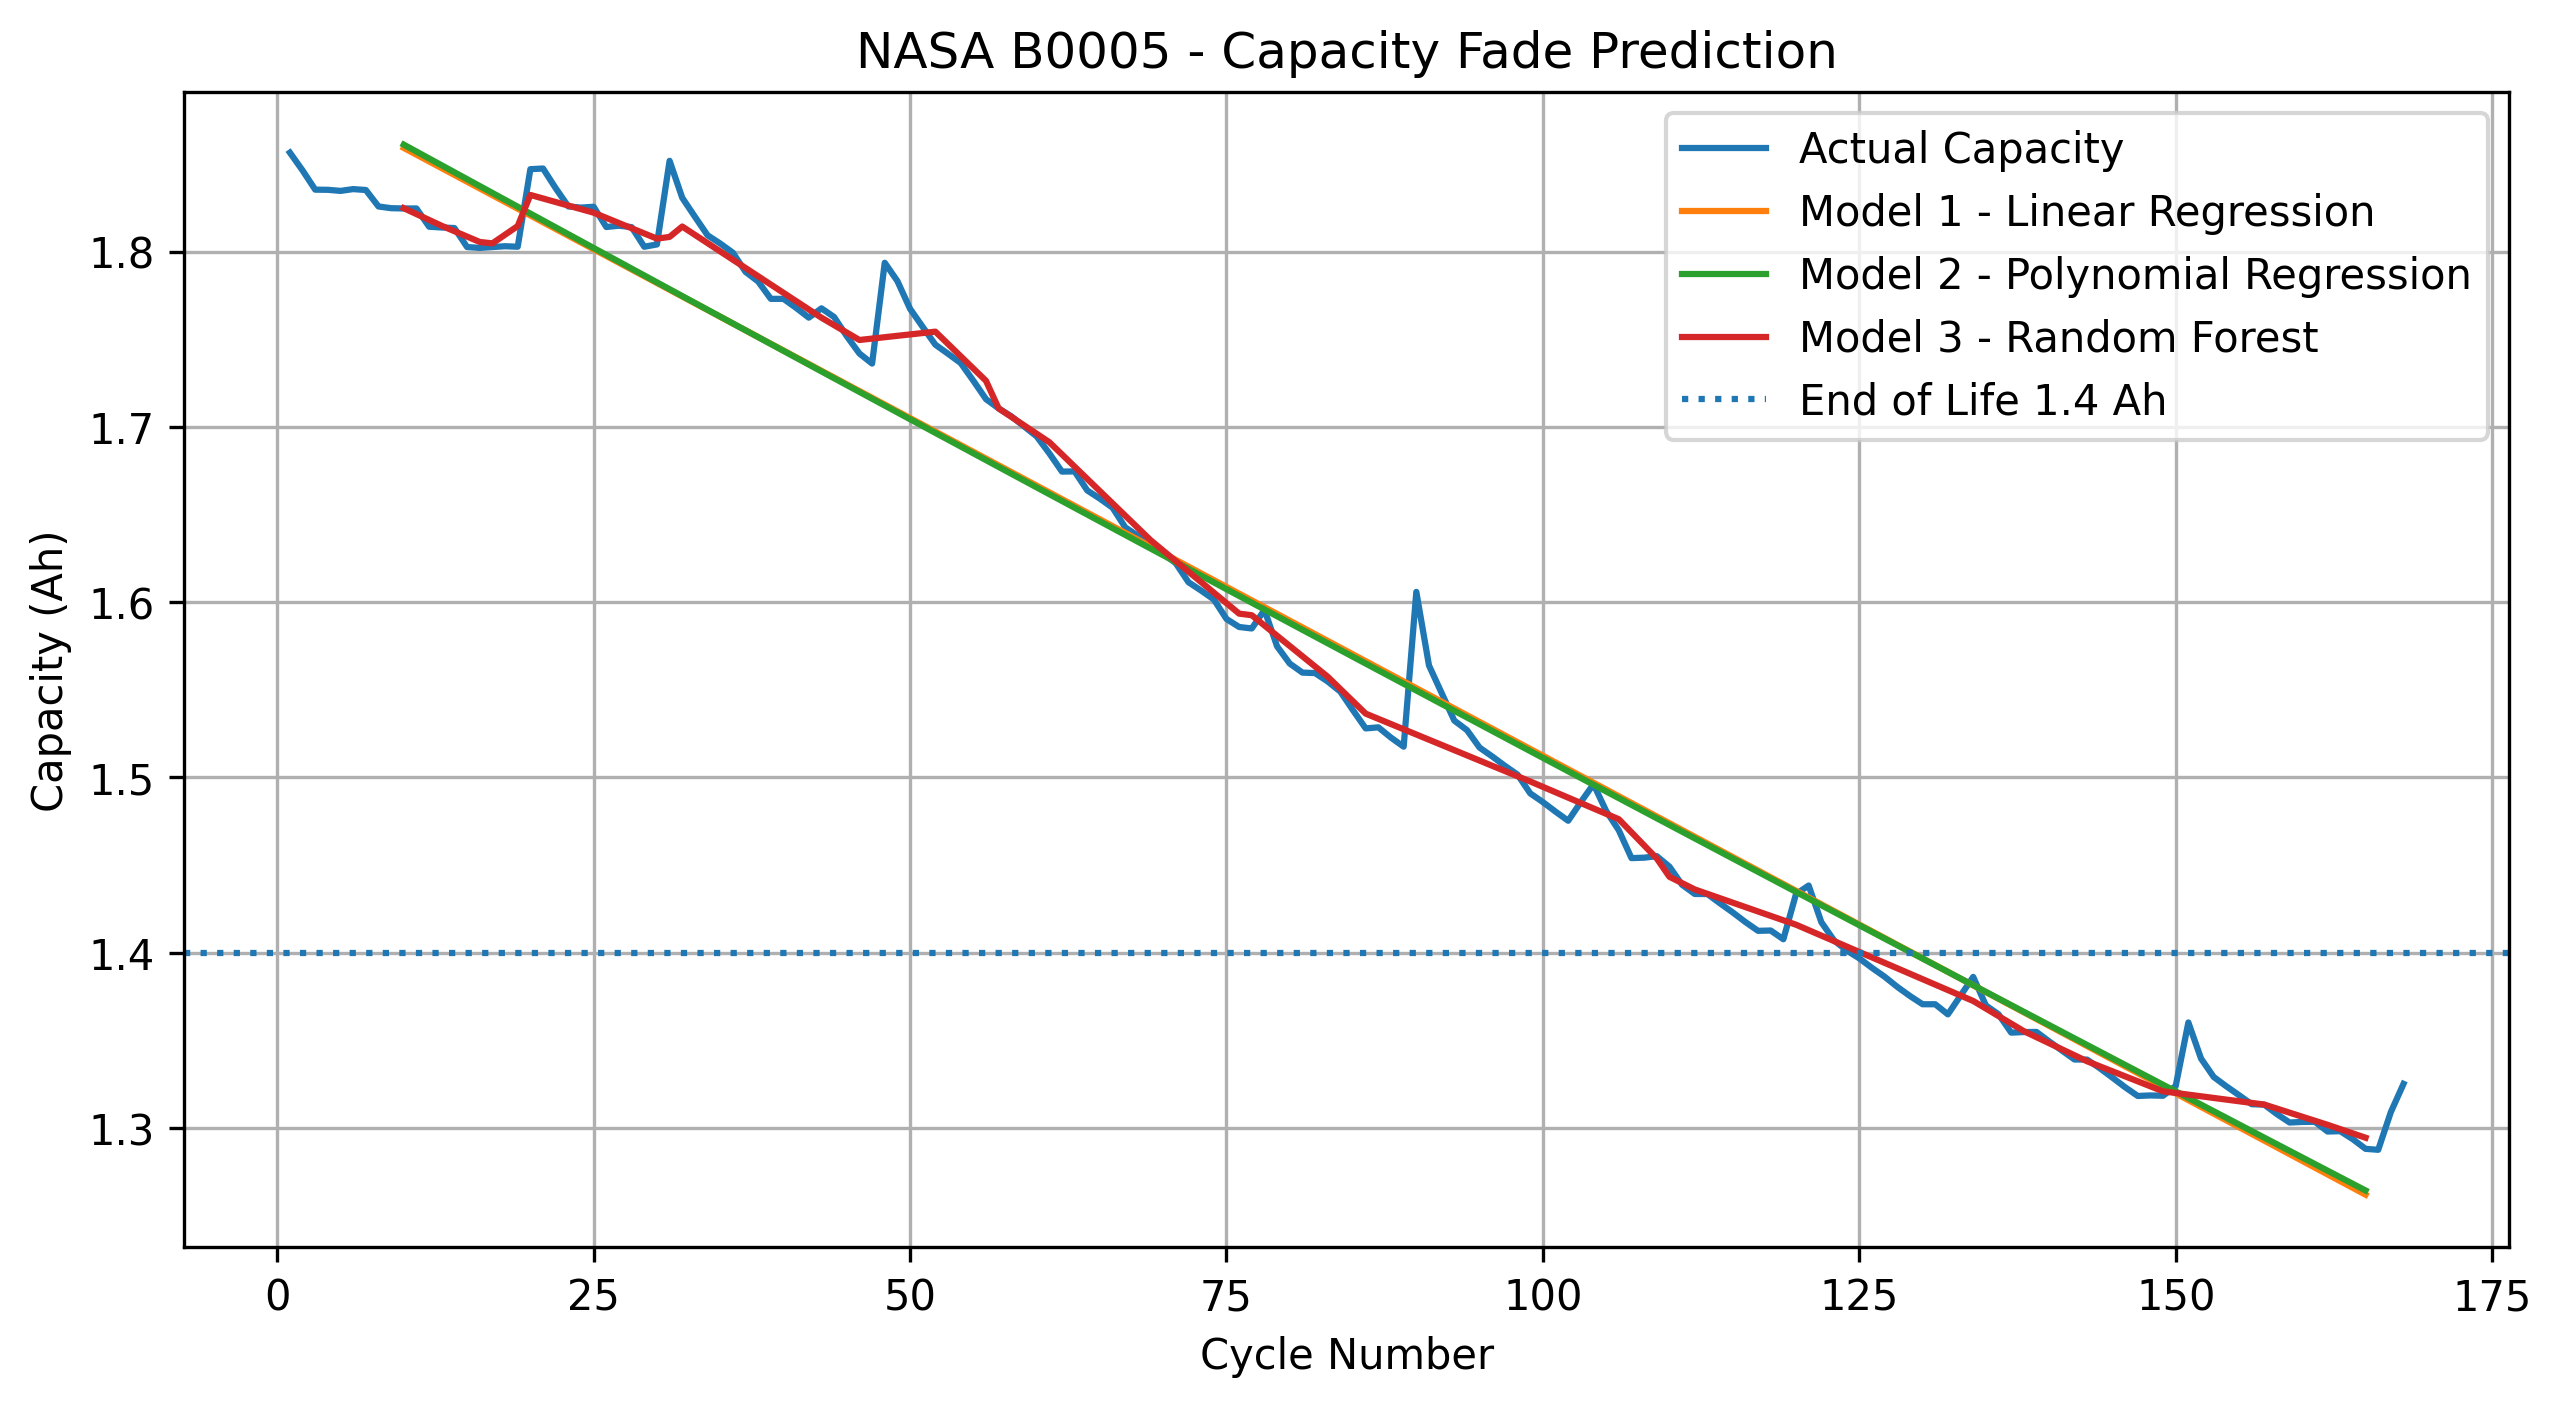 NASA B0005 - Capacity Fade Prediction
Actual Capacity
Model 1 - Linear Regression
Model 2 - Polynomial Regression
Model 3 - Random Forest
End of Life 1.4 Ah
Capacity (Ah)
1.8
1.7
1.6
1.5
1.4
1.3
0 25 50 75 100 125 150 175
Cycle Number